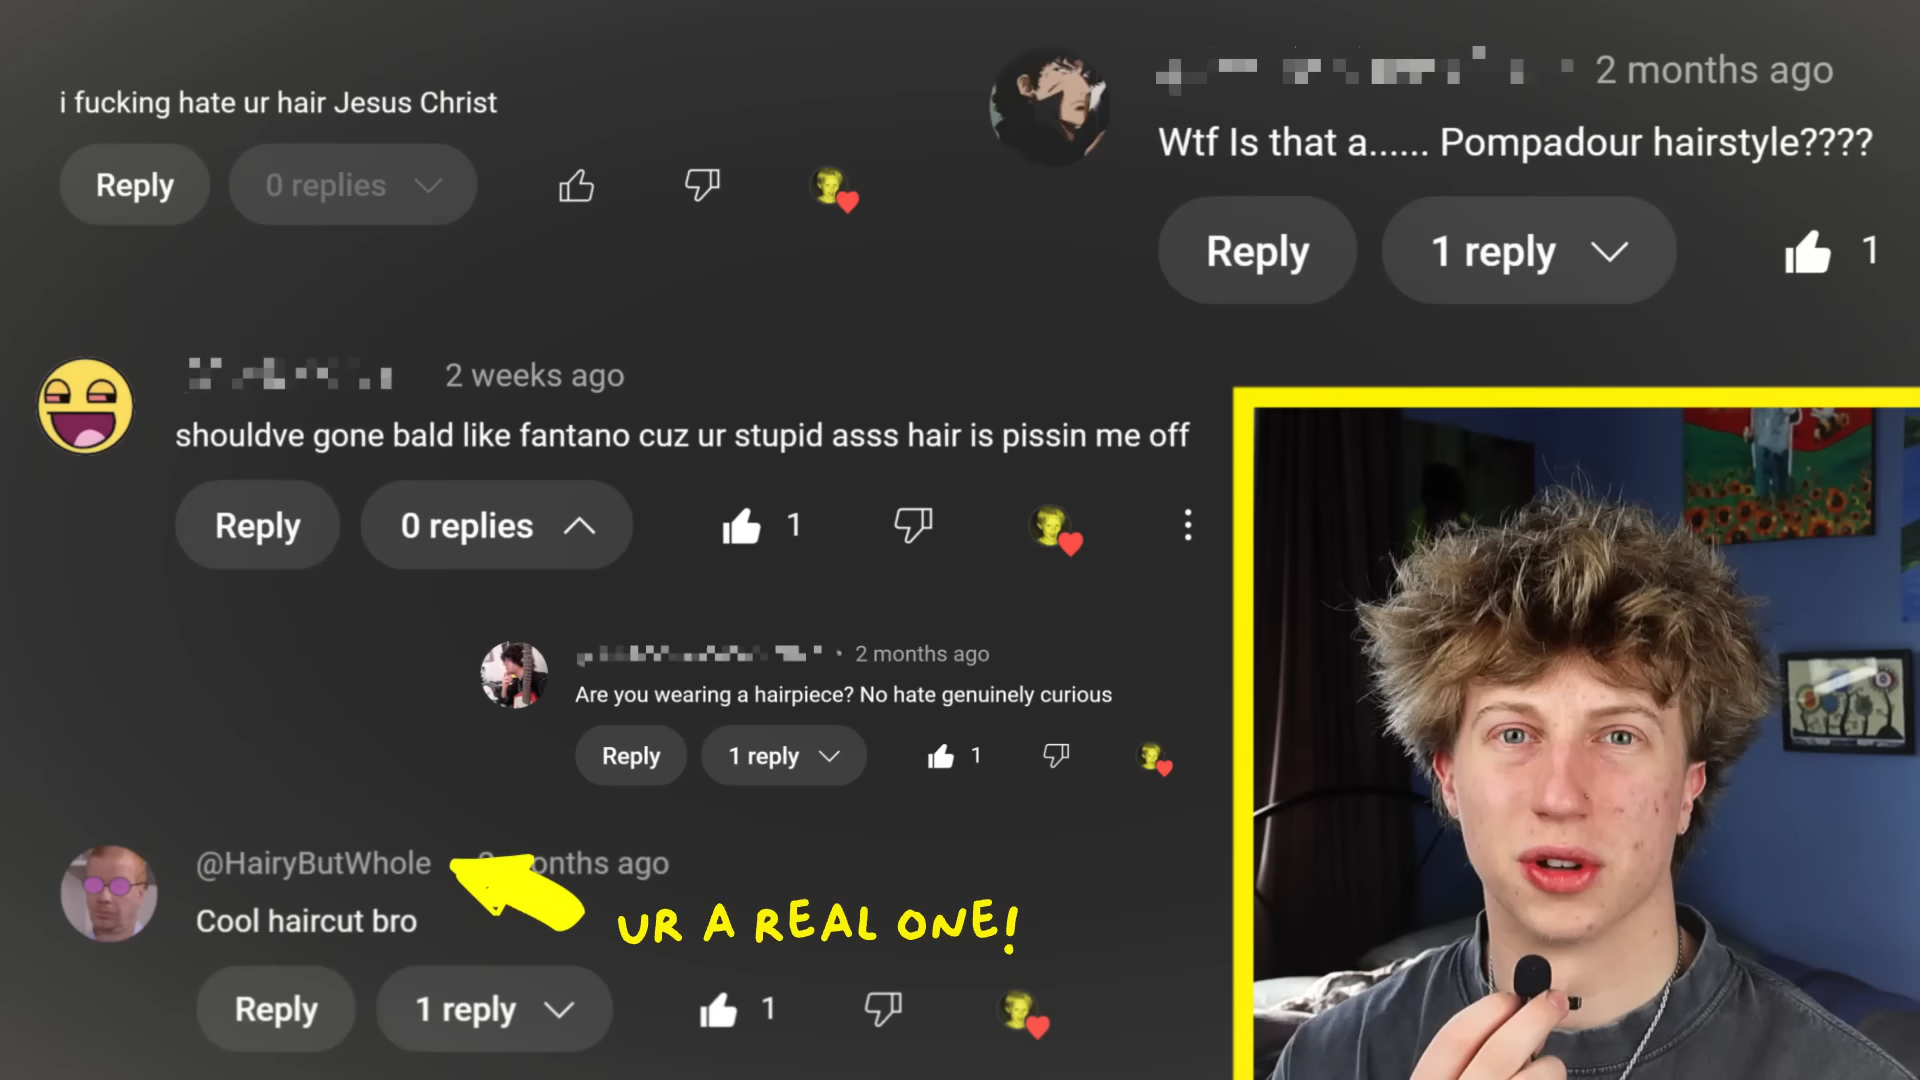 i fucking hate ur hair Jesus Christ
Reply
0 replies
2 months ago
Wtf Is that a...... Pompadour hairstyle????
Reply
1 reply
1
2 weeks ago
shouldve gone bald like fantano cuz ur stupid asss hair is pissin me off
Reply
0 replies
1
2 months ago
Are you wearing a hairpiece? No hate genuinely curious
Reply
1 reply
1
@HairyButWhole
months ago
Cool haircut bro
UR A REAL ONE!
Reply
1 reply
1